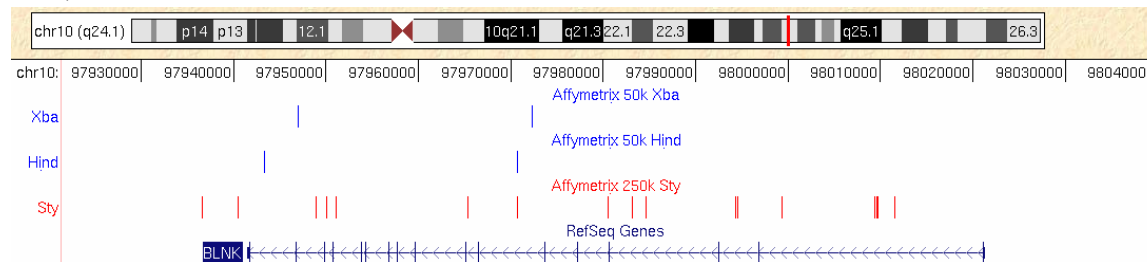 chr10 (q24.1) p14 p13 12.1 10q21.1 q21.3 22.1 22.3 q25.1 26.3
chr10: 97930000 97940000 97950000 97960000 97970000 97980000 97990000 98000000 98010000 98020000 98030000 9804000
Affymetrix 50k Xba
Xba
Affymetrix 50k Hind
Hind
Affymetrix 250k Sty
Sty
RefSeq Genes
BLNK